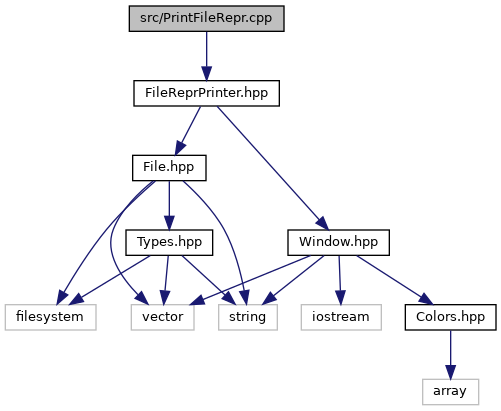 src/PrintFileRepr.cpp
FileReprPrinter.hpp
File.hpp
Types.hpp
Window.hpp
filesystem
vector
string
iostream
Colors.hpp
array